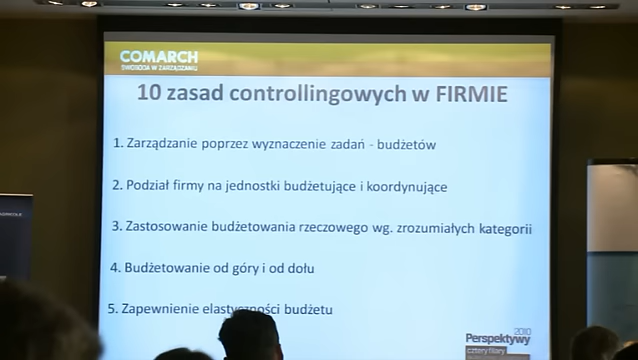 COMARCH
SWOBODA W ZARZĄDZANIU
10 zasad controllingowych w FIRMIE
1. Zarządzanie poprzez wyznaczenie zadań - budżetów
2. Podział firmy na jednostki budżetujące i koordynujące
3. Zastosowanie budżetowania rzeczowego wg. zrozumiałych kategorii
4. Budżetowanie od góry i od dołu
5. Zapewnienie elastyczności budżetu
2010
Perspektywy
cztery filary